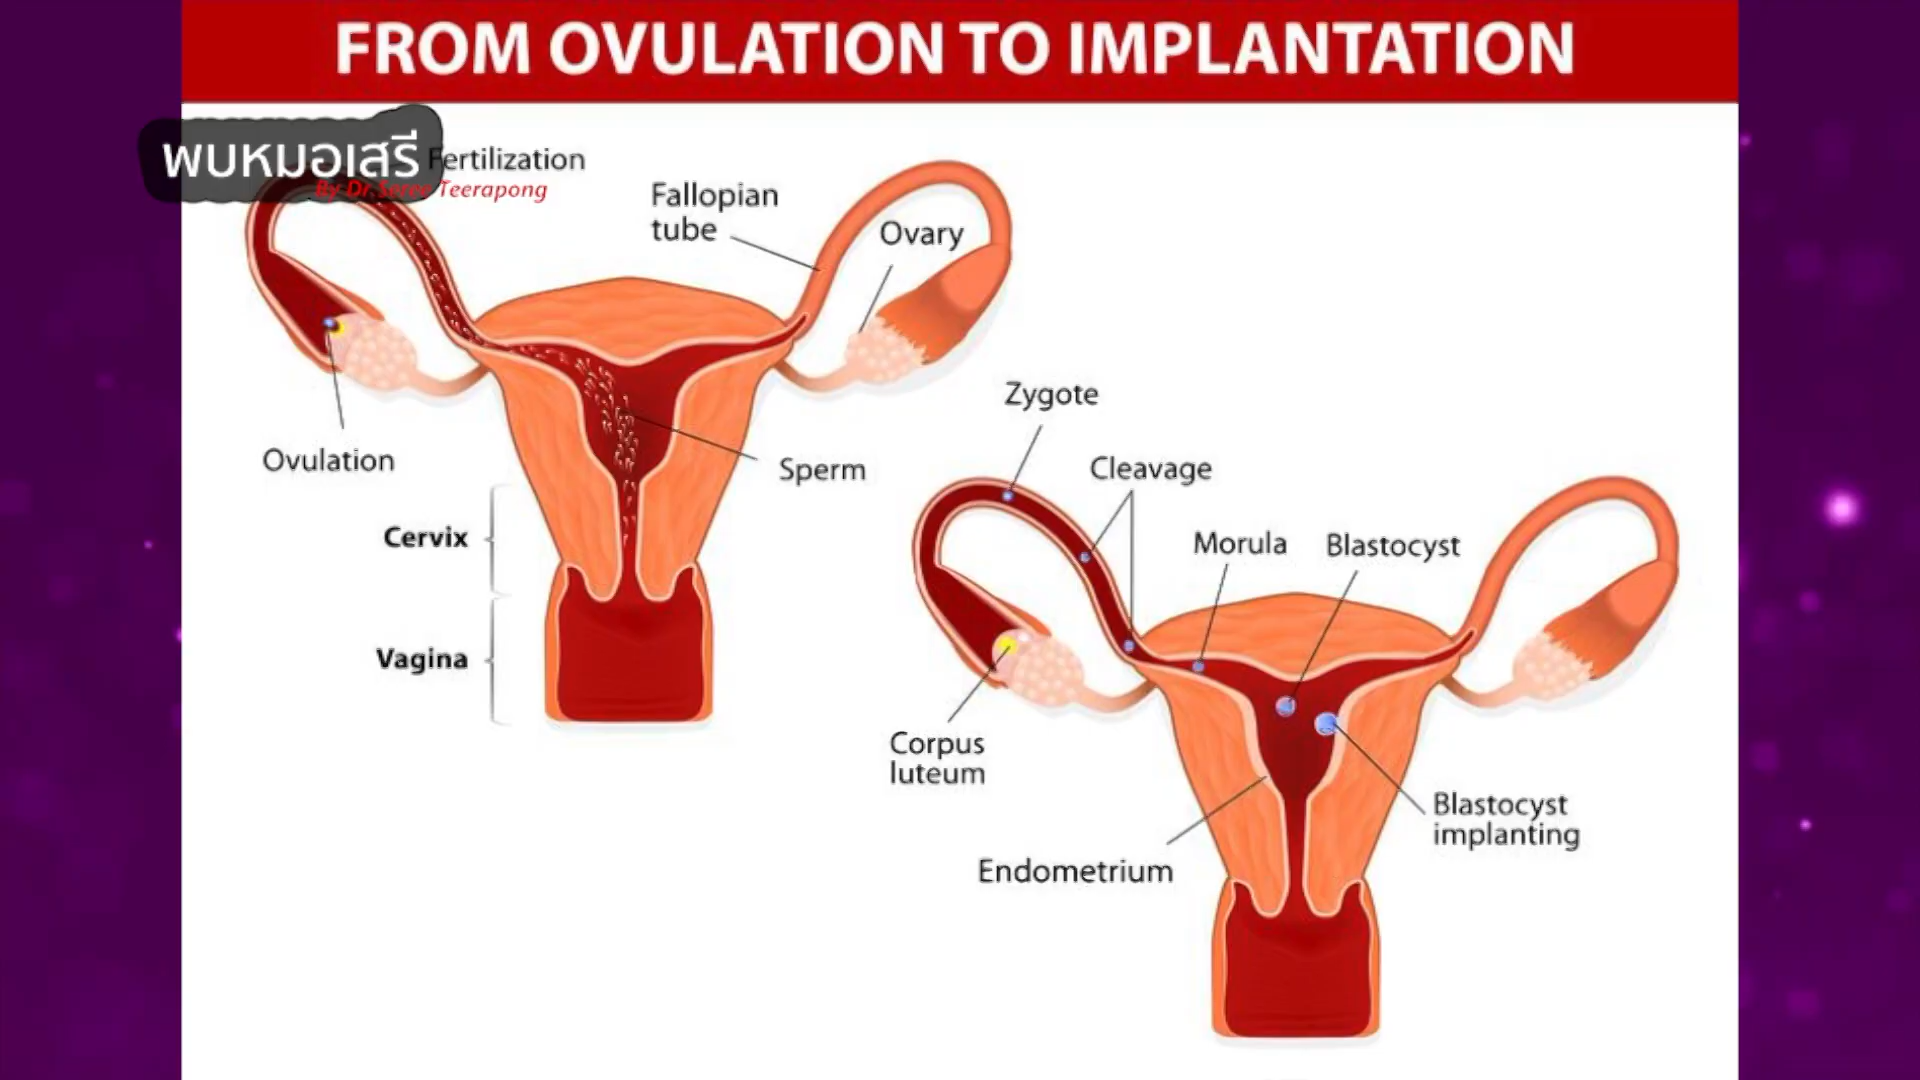 FROM OVULATION TO IMPLANTATION
พบหมอเสรี
By Dr.Seree Teerapong
Fertilization
Fallopian
tube
Ovary
Ovulation
Sperm
Cervix
Vagina
Zygote
Cleavage
Morula
Blastocyst
Corpus
luteum
Endometrium
Blastocyst
implanting